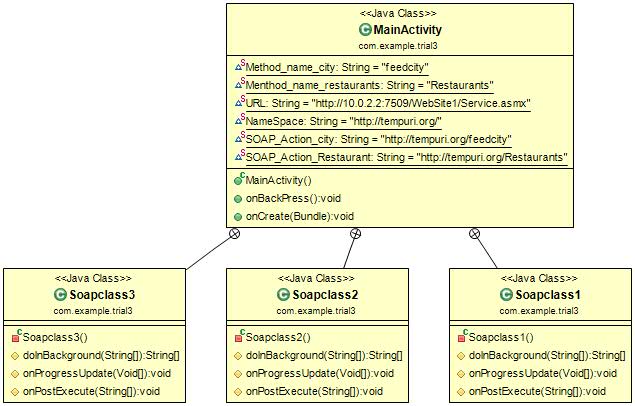 <<Java Class>>
MainActivity
com.example.trial3
Method_name_city: String = "feedcity"
Menthod_name_restaurants: String = "Restaurants"
URL: String = "http://10.0.2.2:7509/WebSite1/Service.asmx"
NameSpace: String = "http://tempuri.org/"
SOAP_Action_city: String = "http://tempuri.org/feedcity"
SOAP_Action_Restaurant: String = "http://tempuri.org/Restaurants"
MainActivity()
onBackPress():void
onCreate(Bundle):void
<<Java Class>>
Soapclass3
com.example.trial3
Soapclass3()
doInBackground(String[]):String[]
onProgressUpdate(Void[]):void
onPostExecute(String[]):void
<<Java Class>>
Soapclass2
com.example.trial3
Soapclass2()
doInBackground(String[]):String[]
onProgressUpdate(Void[]):void
onPostExecute(String[]):void
<<Java Class>>
Soapclass1
com.example.trial3
Soapclass1()
doInBackground(String[]):String[]
onProgressUpdate(Void[]):void
onPostExecute(String[]):void